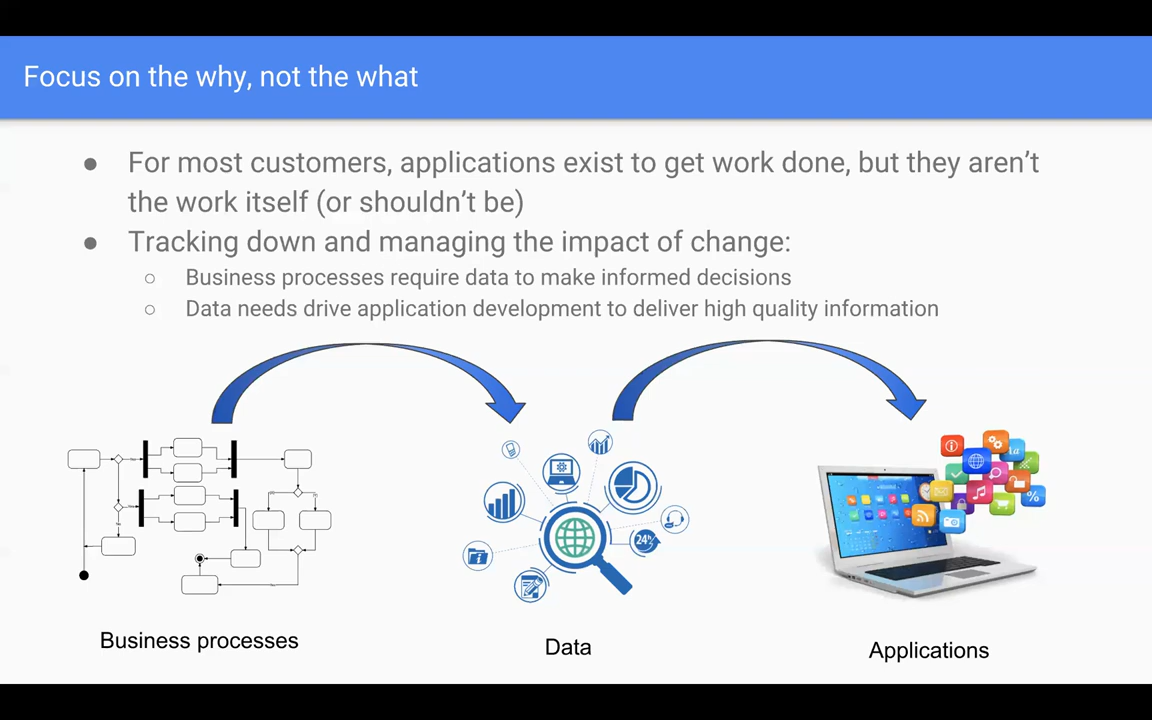 Focus on the why, not the what
● For most customers, applications exist to get work done, but they aren’t
the work itself (or shouldn’t be)
● Tracking down and managing the impact of change:
○ Business processes require data to make informed decisions
○ Data needs drive application development to deliver high quality information
24
Business processes
Data
Applications